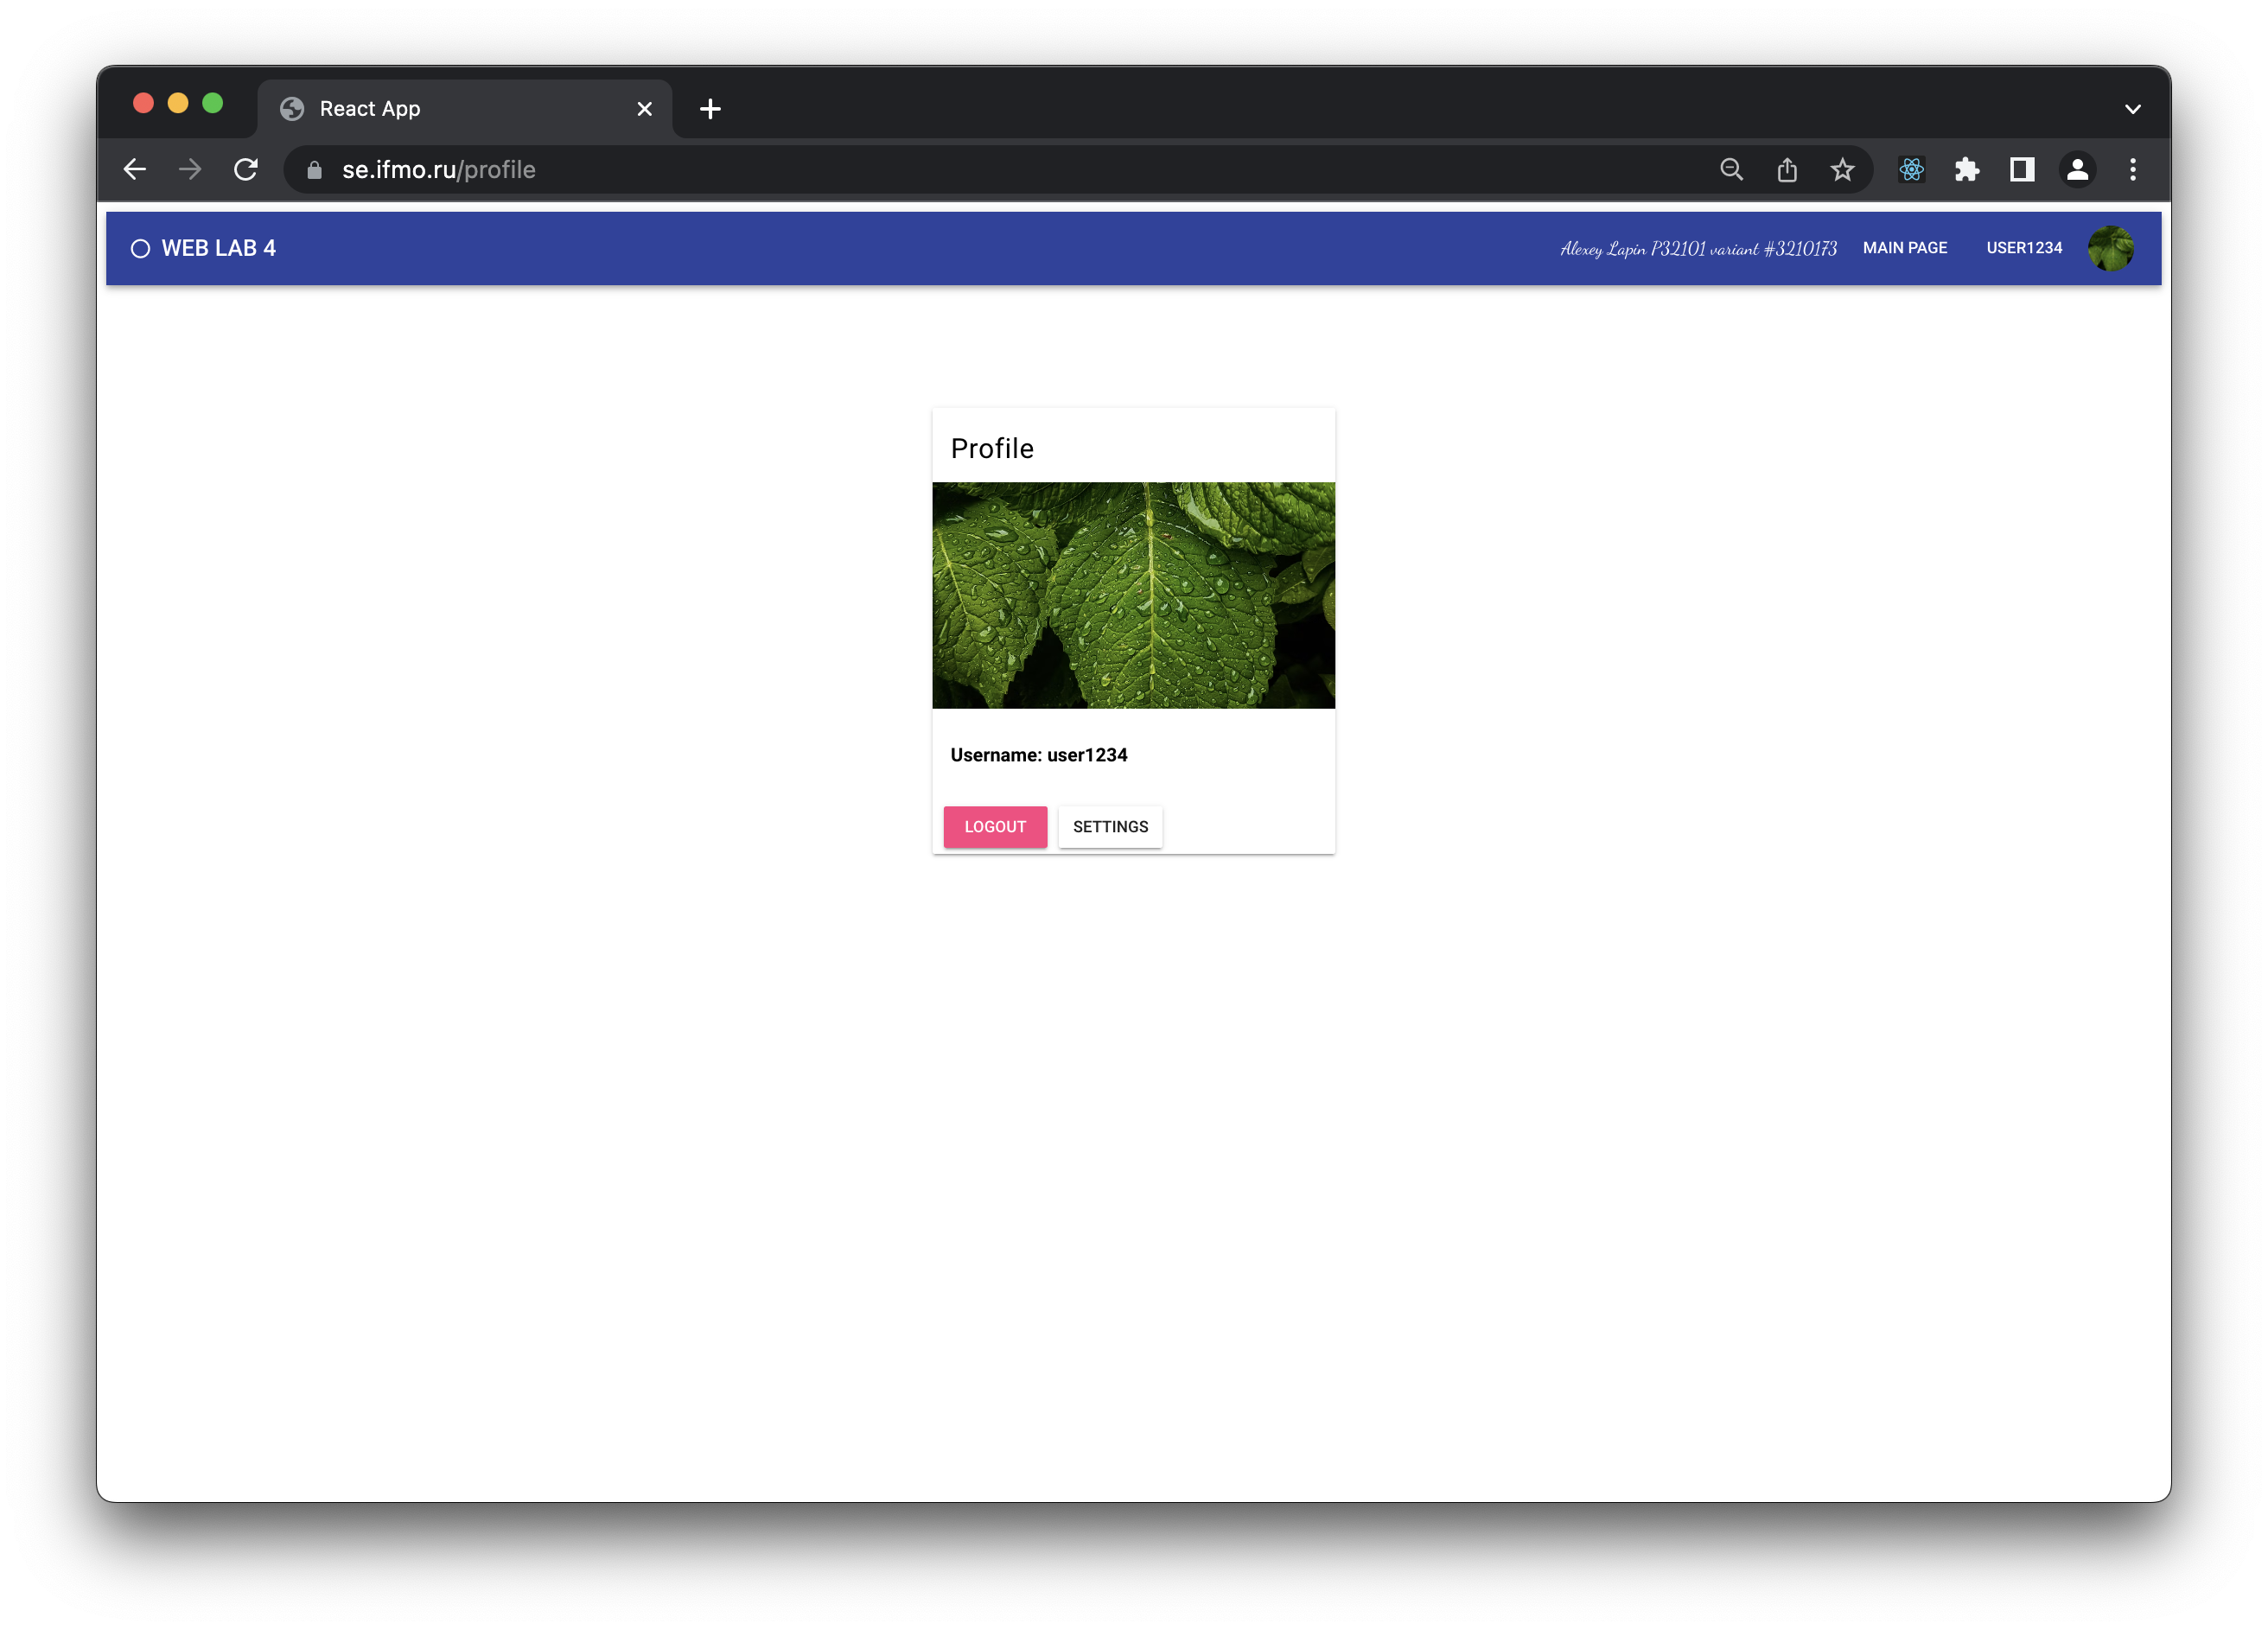 React App
se.ifmo.ru/profile
WEB LAB 4
Alexey Lapin P32101 variant #3210173 MAIN PAGE USER1234
Profile
Username: user1234
LOGOUT SETTINGS